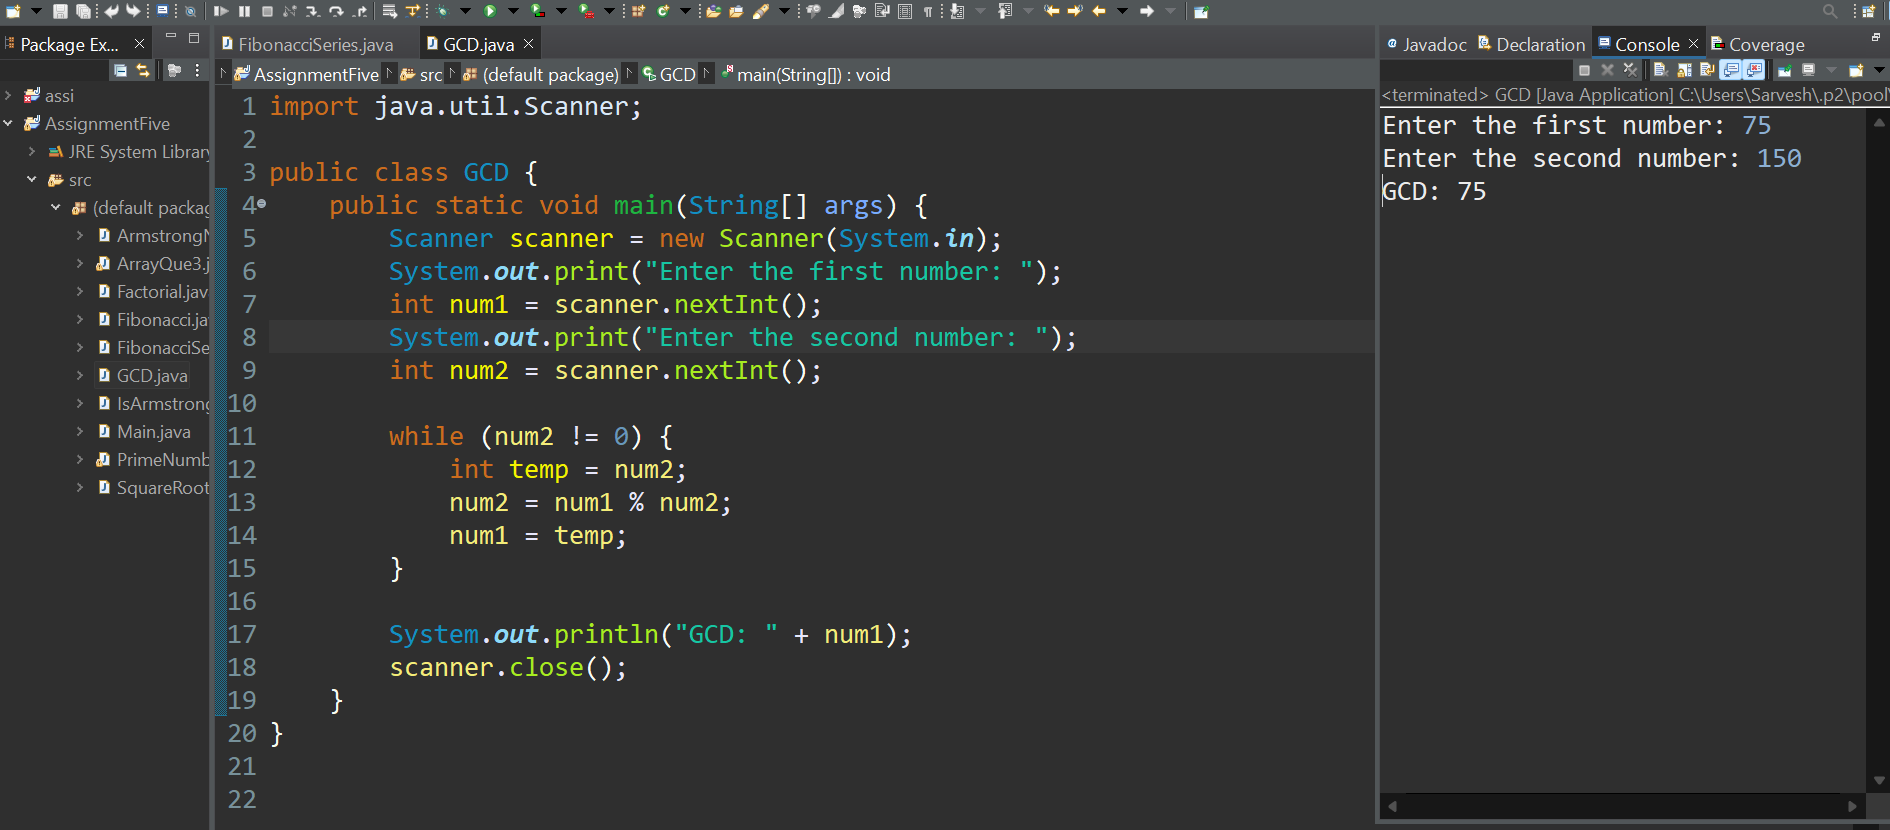 Package Ex...
assi
AssignmentFive
JRE System Library
src
(default packag
ArmstrongN
ArrayQue3.j
Factorial.jav
Fibonacci.ja
FibonacciSe
GCD.java
IsArmstrong
Main.java
PrimeNumb
SquareRoot
FibonacciSeries.java
GCD.java
AssignmentFive src (default package) GCD main(String[]) : void
1 import java.util.Scanner;
2
3 public class GCD {
4 public static void main(String[] args) {
5 Scanner scanner = new Scanner(System.in);
6 System.out.print("Enter the first number: ");
7 int num1 = scanner.nextInt();
8 System.out.print("Enter the second number: ");
9 int num2 = scanner.nextInt();
10
11 while (num2 != 0) {
12 int temp = num2;
13 num2 = num1 % num2;
14 num1 = temp;
15 }
16
17 System.out.println("GCD: " + num1);
18 scanner.close();
19 }
20 }
21
22
Javadoc Declaration Console Coverage
<terminated> GCD [Java Application] C:\Users\Sarvesh\.p2\pool\
Enter the first number: 75
Enter the second number: 150
GCD: 75